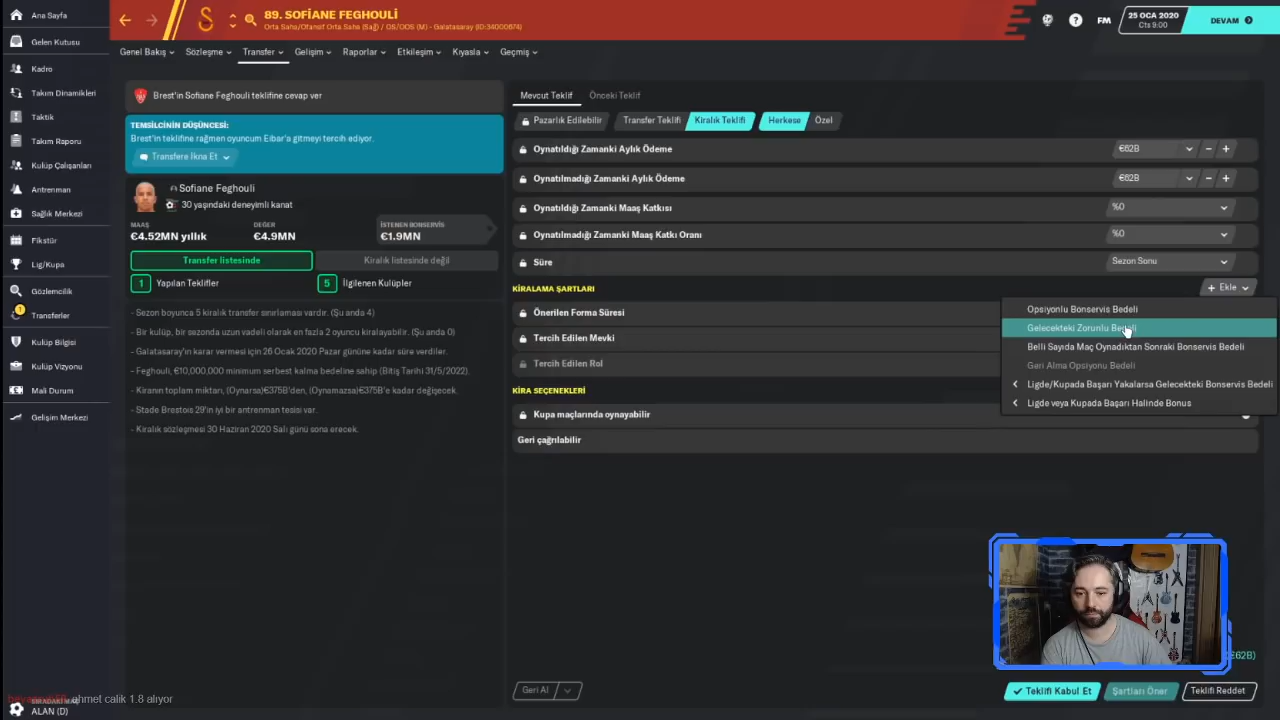 Ana Sayfa
Gelen Kutusu
Kadro
Takım Dinamikleri
Taktik
Takım Raporu
Kulüp Çalışanları
Antrenman
Sağlık Merkezi
Fikstür
Lig/Kupa
Gözlemcilik
Transferler
Kulüp Bilgisi
Kulüp Vizyonu
Mali Durum
Gelişim Merkezi
89. SOFİANE FEGHOULİ
Orta Saha/Ofansif Orta Saha (Sağ) / OS/OOS (M) - Galatasaray (ID:34000674)
FM
25 OCA 2020
Cts 9:00
DEVAM
Genel Bakış
Sözleşme
Transfer
Gelişim
Raporlar
Etkileşim
Kıyasla
Geçmiş
Brest'in Sofiane Feghouli teklifine cevap ver
TEMSİLCİNİN DÜŞÜNCESİ:
Brest'in teklifine rağmen oyuncum Eibar'a gitmeyi tercih ediyor.
Transfere İkna Et
Sofiane Feghouli
30 yaşındaki deneyimli kanat
MAAŞ
€4.52MN yıllık
DEĞER
€4.9MN
İSTENEN BONSERVİS
€1.9MN
Transfer listesinde
Kiralık listesinde değil
1 Yapılan Teklifler
5 İlgilenen Kulüpler
- Sezon boyunca 5 kiralık transfer sınırlaması vardır. (Şu anda 4)
- Bir kulüp, bir sezonda uzun vadeli olarak en fazla 2 oyuncu kiralayabilir. (Şu anda 0)
- Galatasaray'ın karar vermesi için 26 Ocak 2020 Pazar gününe kadar süre verdiler.
- Feghouli, €10,000,000 minimum serbest kalma bedeline sahip (Bitiş Tarihi 31/5/2022).
- Kiranın toplam miktarı, (Oynarsa)€375B'den, (Oynamazsa)€375B'e kadar değişecek.
- Stade Brestois 29'in iyi bir antrenman tesisi var.
- Kiralık sözleşmesi 30 Haziran 2020 Salı günü sona erecek.
Mevcut Teklif
Önceki Teklif
Pazarlık Edilebilir
Transfer Teklifi
Kiralık Teklifi
Herkese
Özel
Oynatıldığı Zamanki Aylık Ödeme
€62B
Oynatılmadığı Zamanki Aylık Ödeme
€62B
Oynatıldığı Zamanki Maaş Katkısı
%0
Oynatılmadığı Zamanki Maaş Katkı Oranı
%0
Süre
Sezon Sonu
KİRALAMA ŞARTLARI
+ Ekle
Önerilen Forma Süresi
Tercih Edilen Mevki
Tercih Edilen Rol
Opsiyonlu Bonservis Bedeli
Gelecekteki Zorunlu Bedeli
Belli Sayıda Maç Oynadıktan Sonraki Bonservis Bedeli
Geri Alma Opsiyonu Bedeli
Ligde/Kupada Başarı Yakalarsa Gelecekteki Bonservis Bedeli
Ligde veya Kupada Başarı Halinde Bonus
KİRA SEÇENEKLERİ
Kupa maçlarında oynayabilir
Geri çağrılabilir
€62B)
Geri Al
Teklifi Kabul Et
Şartları Öner
Teklifi Reddet
ahmet calik 1.8 alıyor
ALAN (D)